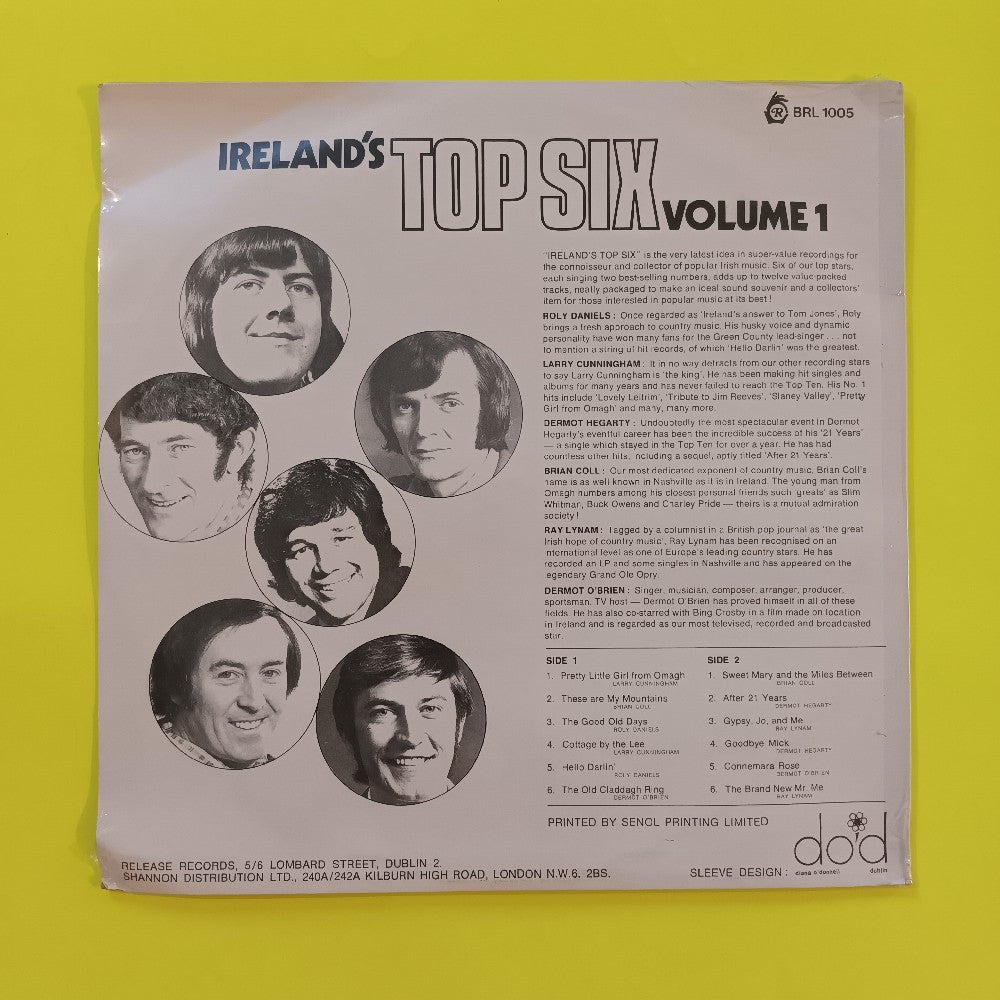 R BRL 1005
IRELAND'S TOP SIX VOLUME 1
"IRELAND'S TOP SIX" is the very latest idea in super-value recordings for
the connoisseur and collector of popular Irish music. Six of our top stars,
each singing two best-selling numbers, adds up to twelve value-packed
tracks, neatly packaged to make an ideal sound souvenir and a collectors'
item for those interested in popular music at its best!
ROLY DANIELS: Once regarded as 'Ireland's answer to Tom Jones', Roly
brings a fresh approach to country music. His husky voice and dynamic
personality have won many fans for the Green County lead-singer . . . not
to mention a string of hit records, of which 'Hello Darlin' was the greatest.
LARRY CUNNINGHAM: It in no way detracts from our other recording stars
to say Larry Cunningham is 'the king'. He has been making hit singles and
albums for many years and has never failed to reach the Top Ten. His No. 1
hits include 'Lovely Leitrim', 'Tribute to Jim Reeves', 'Slaney Valley', 'Pretty
Girl from Omagh' and many, many more.
DERMOT HEGARTY: Undoubtedly the most spectacular event in Dermot
Hegarty's eventful career has been the incredible success of his '21 Years'
— a single which stayed in the Top Ten for over a year. He has had
countless other hits, including a sequel, aptly titled 'After 21 Years'.
BRIAN COLL: Our most dedicated exponent of country music, Brian Coll's
name is as well known in Nashville as it is in Ireland. The young man from
Omagh numbers among his closest personal friends such 'greats' as Slim
Whitman, Buck Owens and Charley Pride — theirs is a mutual admiration
society!
RAY LYNAM: Tagged by a columnist in a British pop journal as 'the great
Irish hope of country music', Ray Lynam has been recognised on an
international level as one of Europe's leading country stars. He has
recorded an LP and some singles in Nashville and has appeared on the
legendary Grand Ole Opry.
DERMOT O'BRIEN: Singer, musician, composer, arranger, producer,
sportsman, TV host — Dermot O'Brien has proved himself in all of these
fields. He has also co-starred with Bing Crosby in a film made on location
in Ireland and is regarded as our most televised, recorded and broadcasted
star.
SIDE 1
1. Pretty Little Girl from Omagh
LARRY CUNNINGHAM
2. These are My Mountains
BRIAN COLL
3. The Good Old Days
ROLY DANIELS
4. Cottage by the Lee
LARRY CUNNINGHAM
5. Hello Darlin'
ROLY DANIELS
6. The Old Claddagh Ring
DERMOT O'BRIEN
SIDE 2
1. Sweet Mary and the Miles Between
BRIAN COLL
2. After 21 Years
DERMOT HEGARTY
3. Gypsy, Jo, and Me
RAY LYNAM
4. Goodbye Mick
DERMOT HEGARTY
5. Connemara Rose
DERMOT O'BRIEN
6. The Brand New Mr. Me
RAY LYNAM
PRINTED BY SENOL PRINTING LIMITED
RELEASE RECORDS, 5/6 LOMBARD STREET, DUBLIN 2.
SHANNON DISTRIBUTION LTD., 240A/242A KILBURN HIGH ROAD, LONDON N.W.6. 2BS.
do'd
SLEEVE DESIGN: diana o'donnell dublin